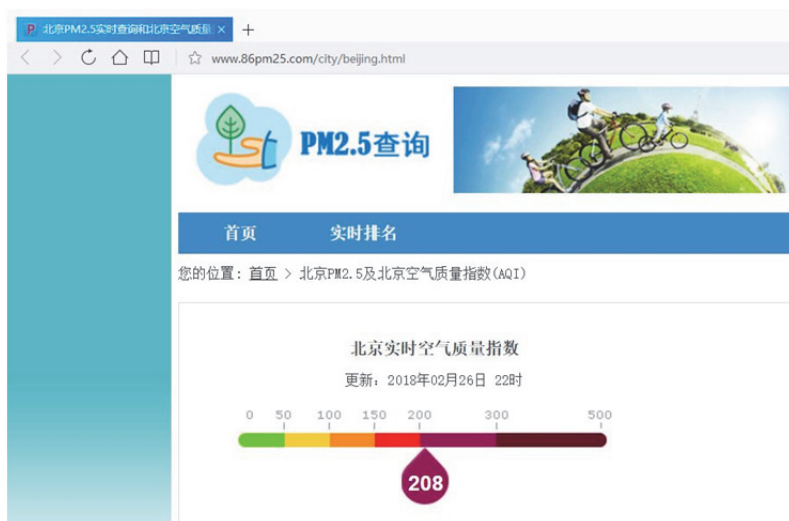 北京PM2.5实时查询和北京空气质量
www.86pm25.com/city/beijing.html
PM2.5查询
首页 实时排名
您的位置: 首页 > 北京PM2.5及北京空气质量指数(AQI)
北京实时空气质量指数
更新: 2018年02月26日 22时
0 50 100 150 200 300 500
208